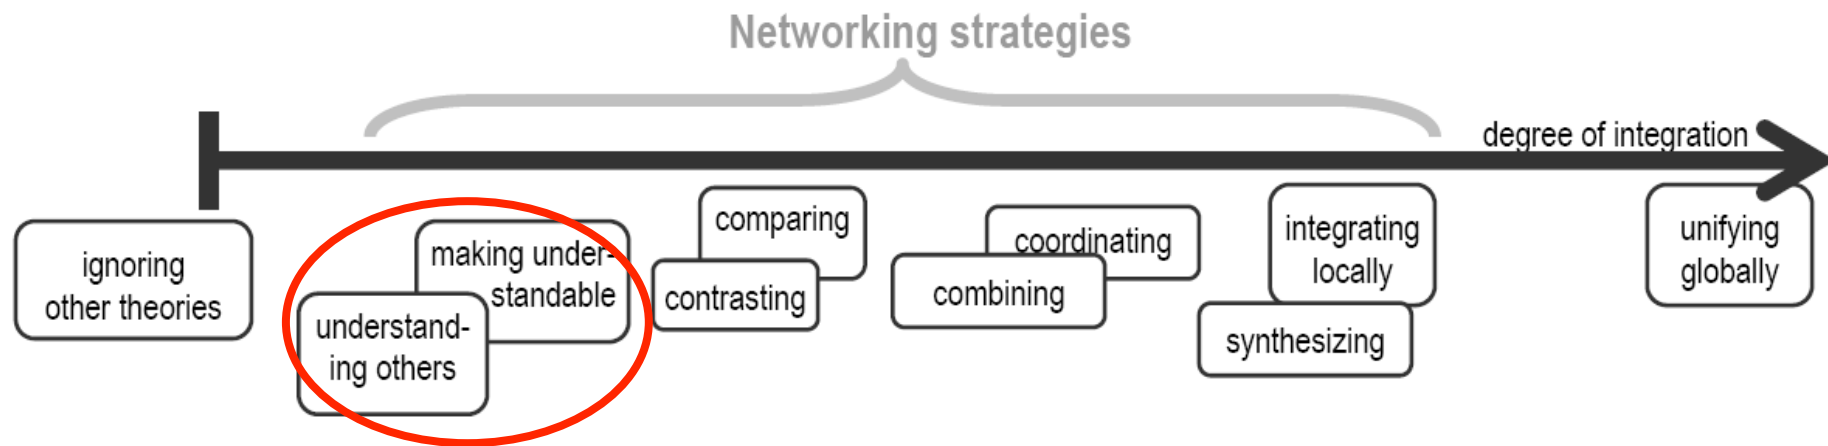 Networking strategies
degree of integration
ignoring
other theories
understand-
ing others
making under-
standable
comparing
contrasting
coordinating
combining
integrating
locally
synthesizing
unifying
globally